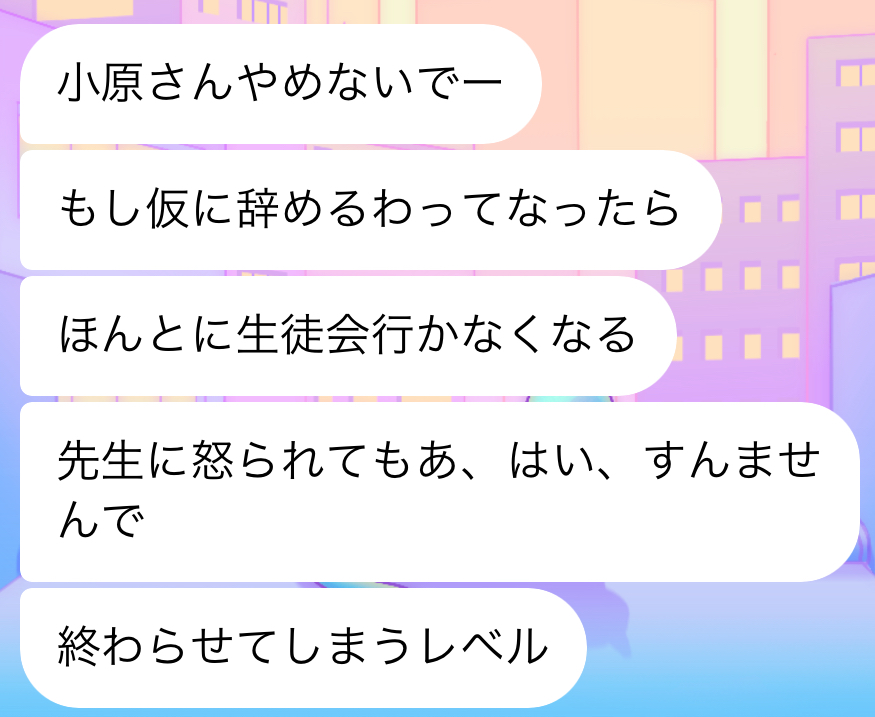 小原さんやめないでー
もし仮に辞めるわってなったら
ほんとに生徒会行かなくなる
先生に怒られてもあ、はい、すんませ
んで
終わらせてしまうレベル